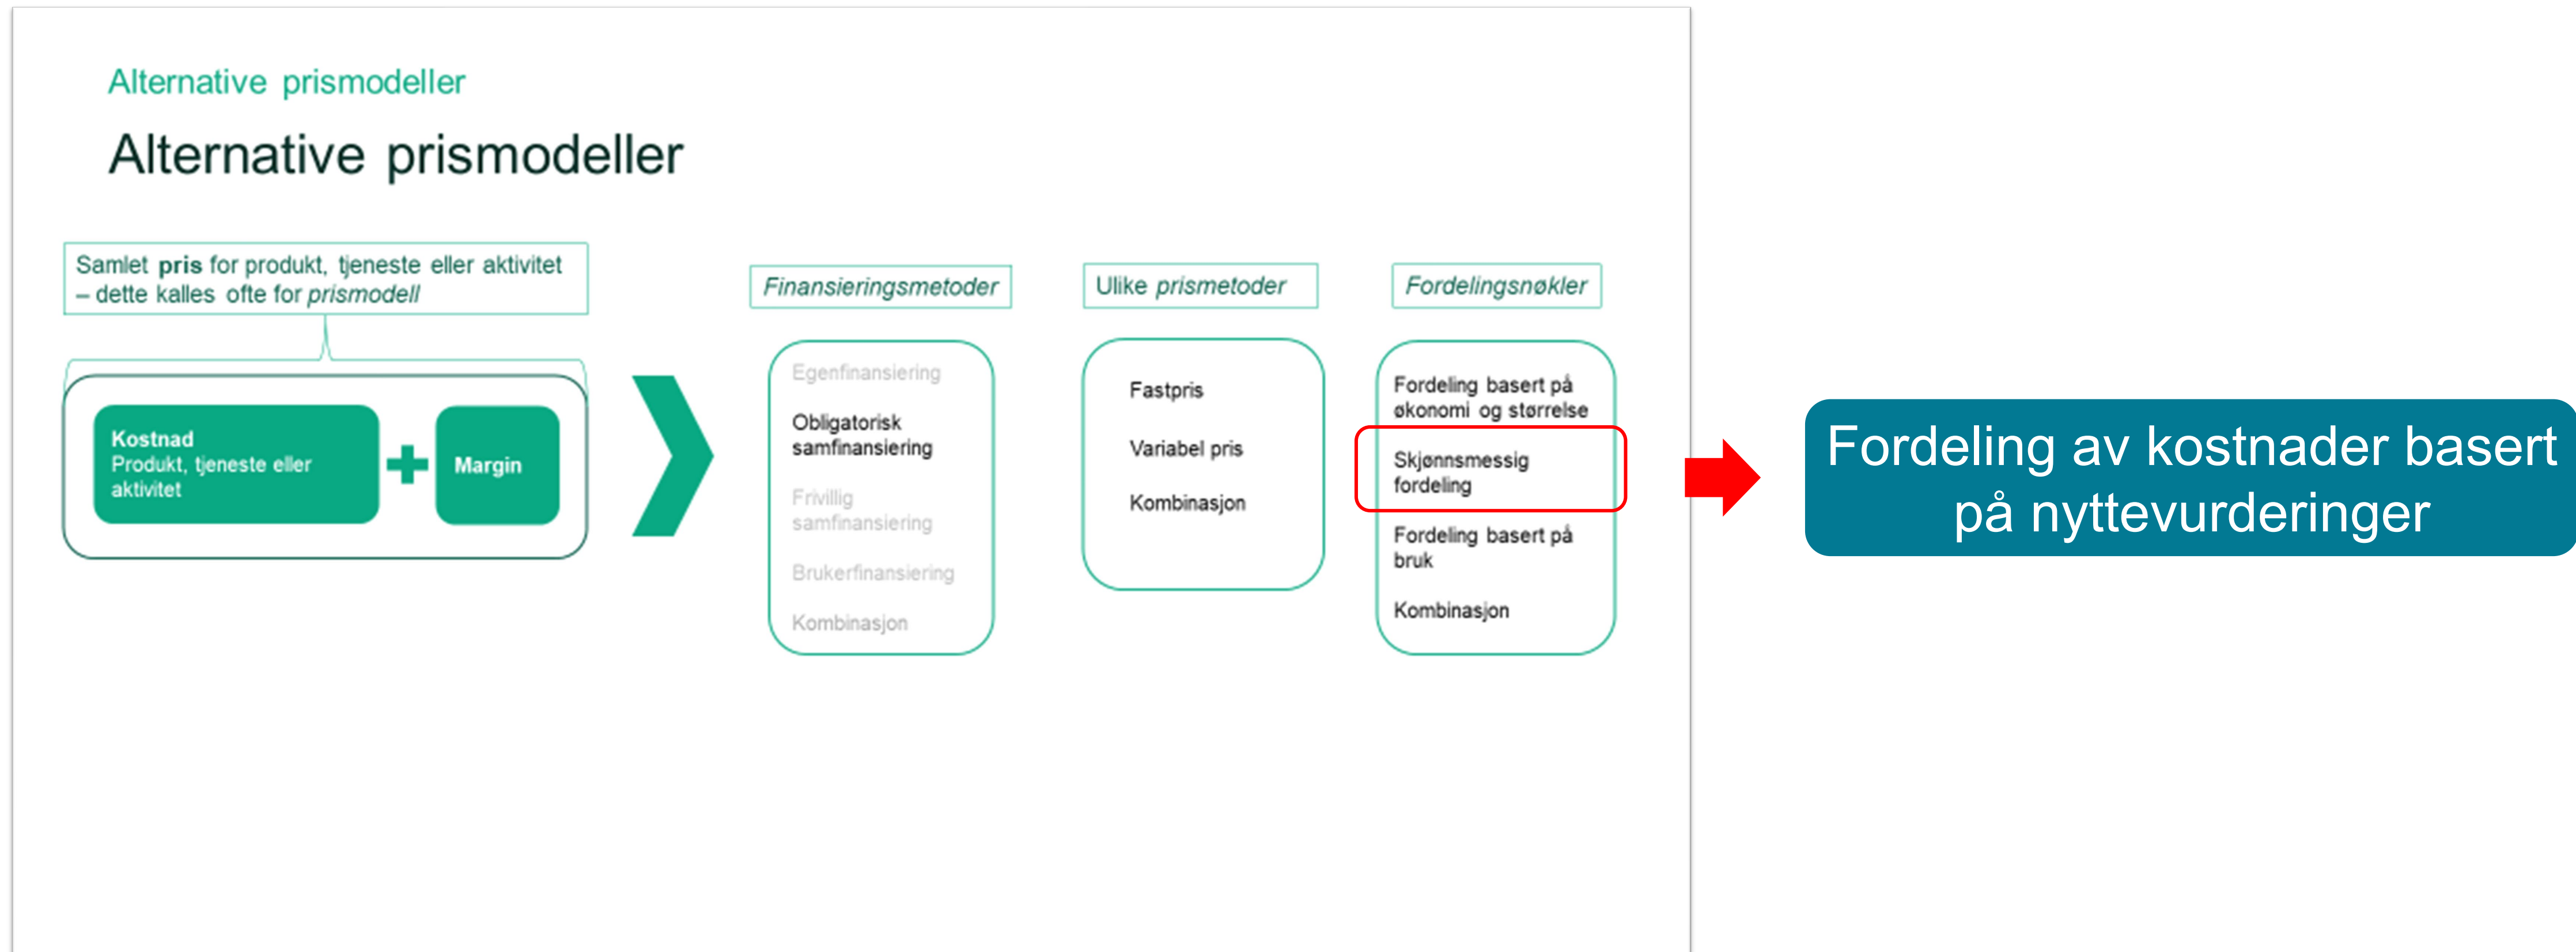 Alternative prismodeller
Alternative prismodeller
Samlet pris for produkt, tjeneste eller aktivitet
– dette kalles ofte for prismodell
Kostnad
Produkt, tjeneste eller
aktivitet
Margin
Finansieringsmetoder
Egenfinansiering
Obligatorisk
samfinansiering
Frivillig
samfinansiering
Brukerfinansiering
Kombinasjon
Ulike prismetoder
Fastpris
Variabel pris
Kombinasjon
Fordelingsnøkler
Fordeling basert på
økonomi og størrelse
Skjønnsmessig
fordeling
Fordeling basert på
bruk
Kombinasjon
Fordeling av kostnader basert
på nyttevurderinger